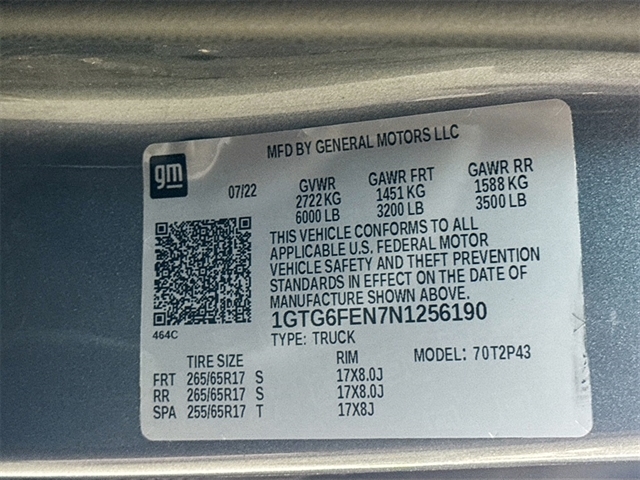 MFD BY GENERAL MOTORS LLC
gm
07/22
GVWR GAWR FRT GAWR RR
2722 KG 1451 KG 1588 KG
6000 LB 3200 LB 3500 LB
THIS VEHICLE CONFORMS TO ALL
APPLICABLE U.S. FEDERAL MOTOR
VEHICLE SAFETY AND THEFT PREVENTION
STANDARDS IN EFFECT ON THE DATE OF
MANUFACTURE SHOWN ABOVE.
1GTG6FEN7N1256190
464C
TYPE: TRUCK MODEL: 70T2P43
TIRE SIZE RIM
FRT 265/65R17 S 17X8.0J
RR 265/65R17 S 17X8.0J
SPA 255/65R17 T 17X8J